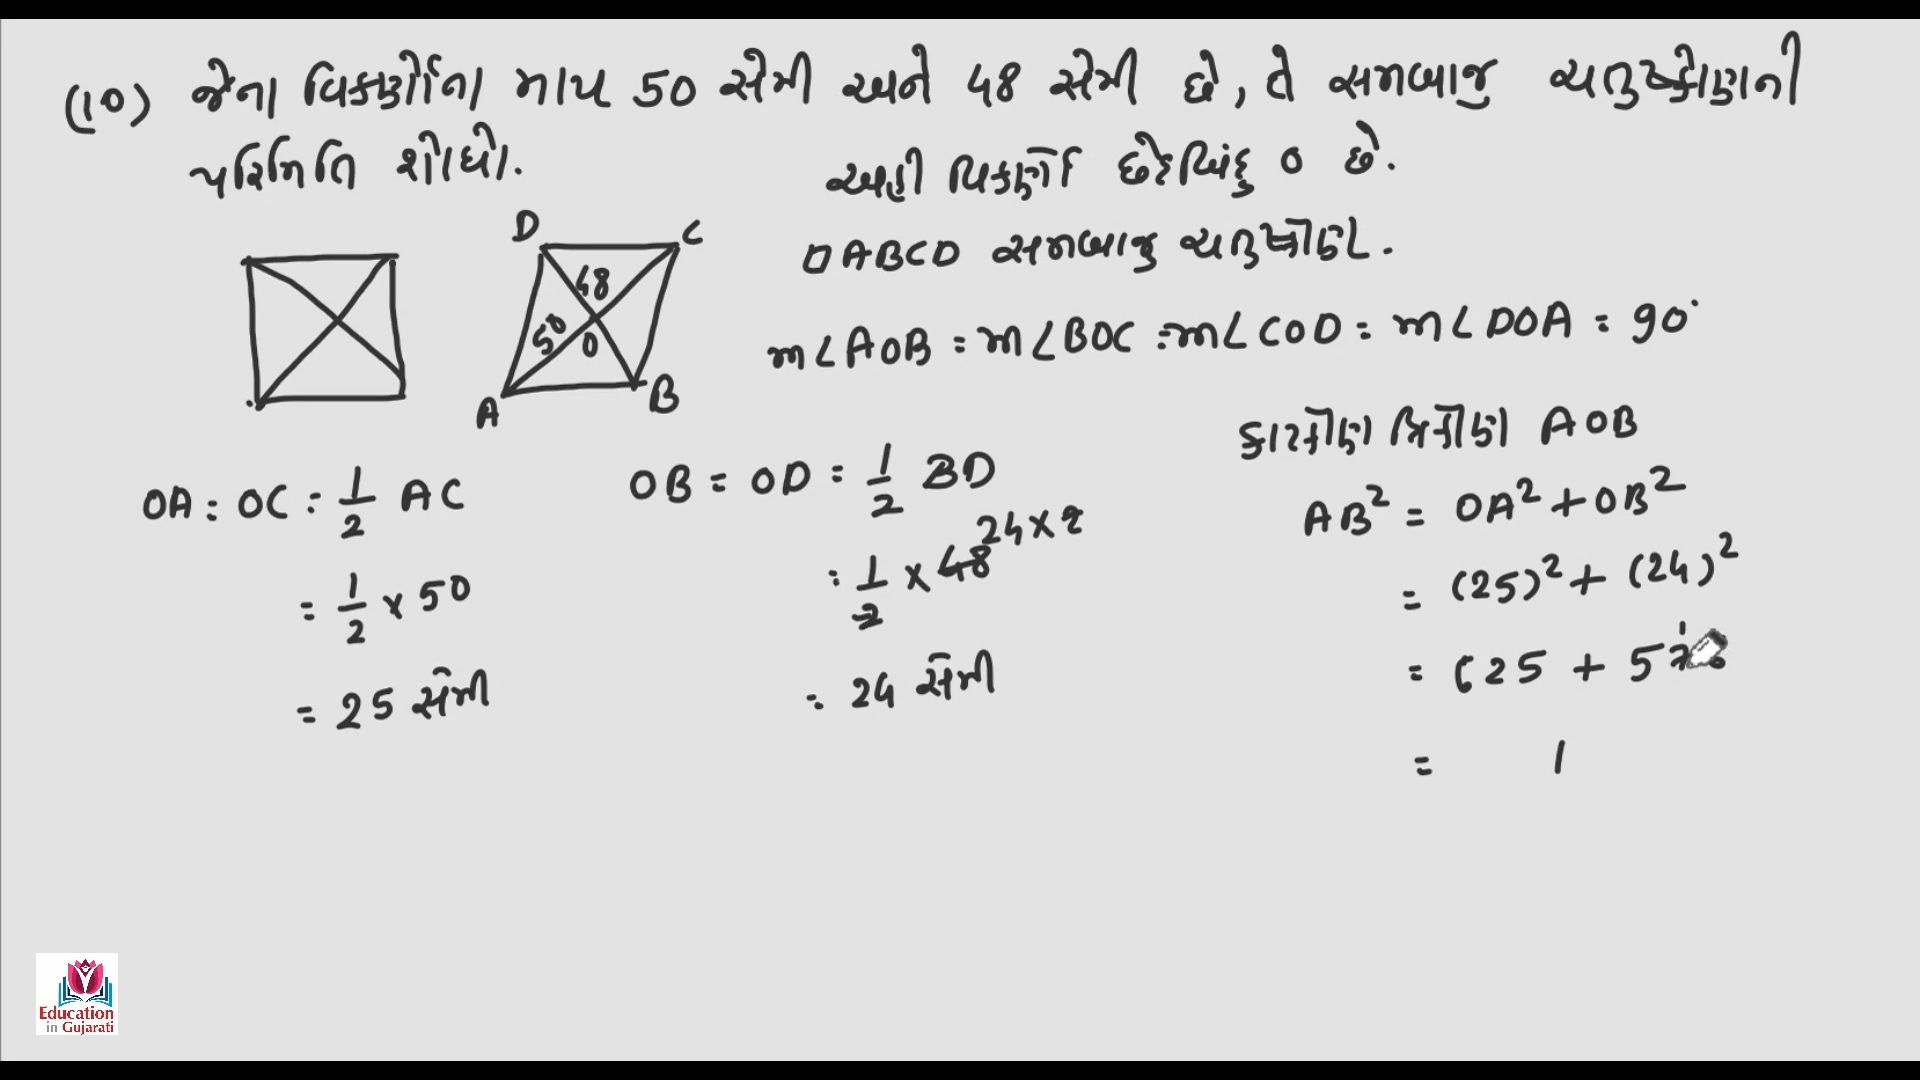 (10) જેના વિકર્ણોના માપ 50 સેમી અને 48 સેમી છે, તે સમબાજુ ચતુષ્કોણની
પરિમિતિ શોધો.
અહી વિકર્ણો છેદબિંદુ O છે.
□ABCD સમબાજુ ચતુષ્કોણ.
D C
48
50
O
A B
m∠AOB = m∠BOC = m∠COD = m∠DOA = 90°
OA = OC = 1/2 AC
= 1/2 × 50
= 25 સેમી
OB = OD = 1/2 BD
= 1/2 × 48 24×2
= 24 સેમી
કાટકોણ ત્રિકોણ AOB
AB² = OA² + OB²
= (25)² + (24)²
= 625 + 5
= 1
Education
in Gujarati